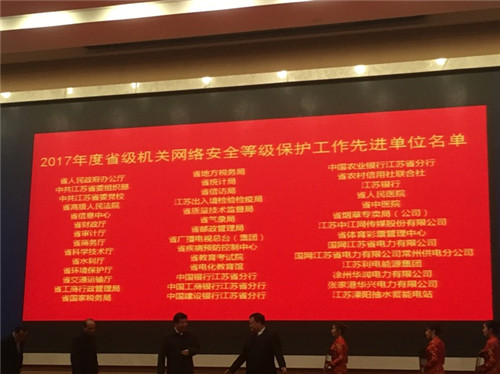 2017年度省级机关网络安全等级保护工作先进单位名单
省人民政府办公厅
中共江苏省委组织部
中共江苏省委党校
省高级人民法院
省信息中心
省财政厅
省审计厅
省商务厅
省科学技术厅
省水利厅
省环境保护厅
省交通运输厅
省工商行政管理局
省国家税务局
省地方税务局
省统计局
省信访局
江苏出入境检验检疫局
省质量技术监督局
省气象局
省邮政管理局
省广播电视总台（集团）
省疾病预防控制中心
省教育考试院
省电化教育馆
中国银行江苏省分行
中国工商银行江苏省分行
中国建设银行江苏省分行
中国农业银行江苏省分行
省农村信用社联合社
江苏银行
省人民医院
省中医院
省烟草专卖局（公司）
江苏中江网传媒股份有限公司
省体育彩票管理中心
国网江苏省电力有限公司
国网江苏省电力有限公司常州供电分公司
江苏利电能源集团
徐州华润电力有限公司
张家港华兴电力有限公司
江苏溧阳抽水蓄能电站